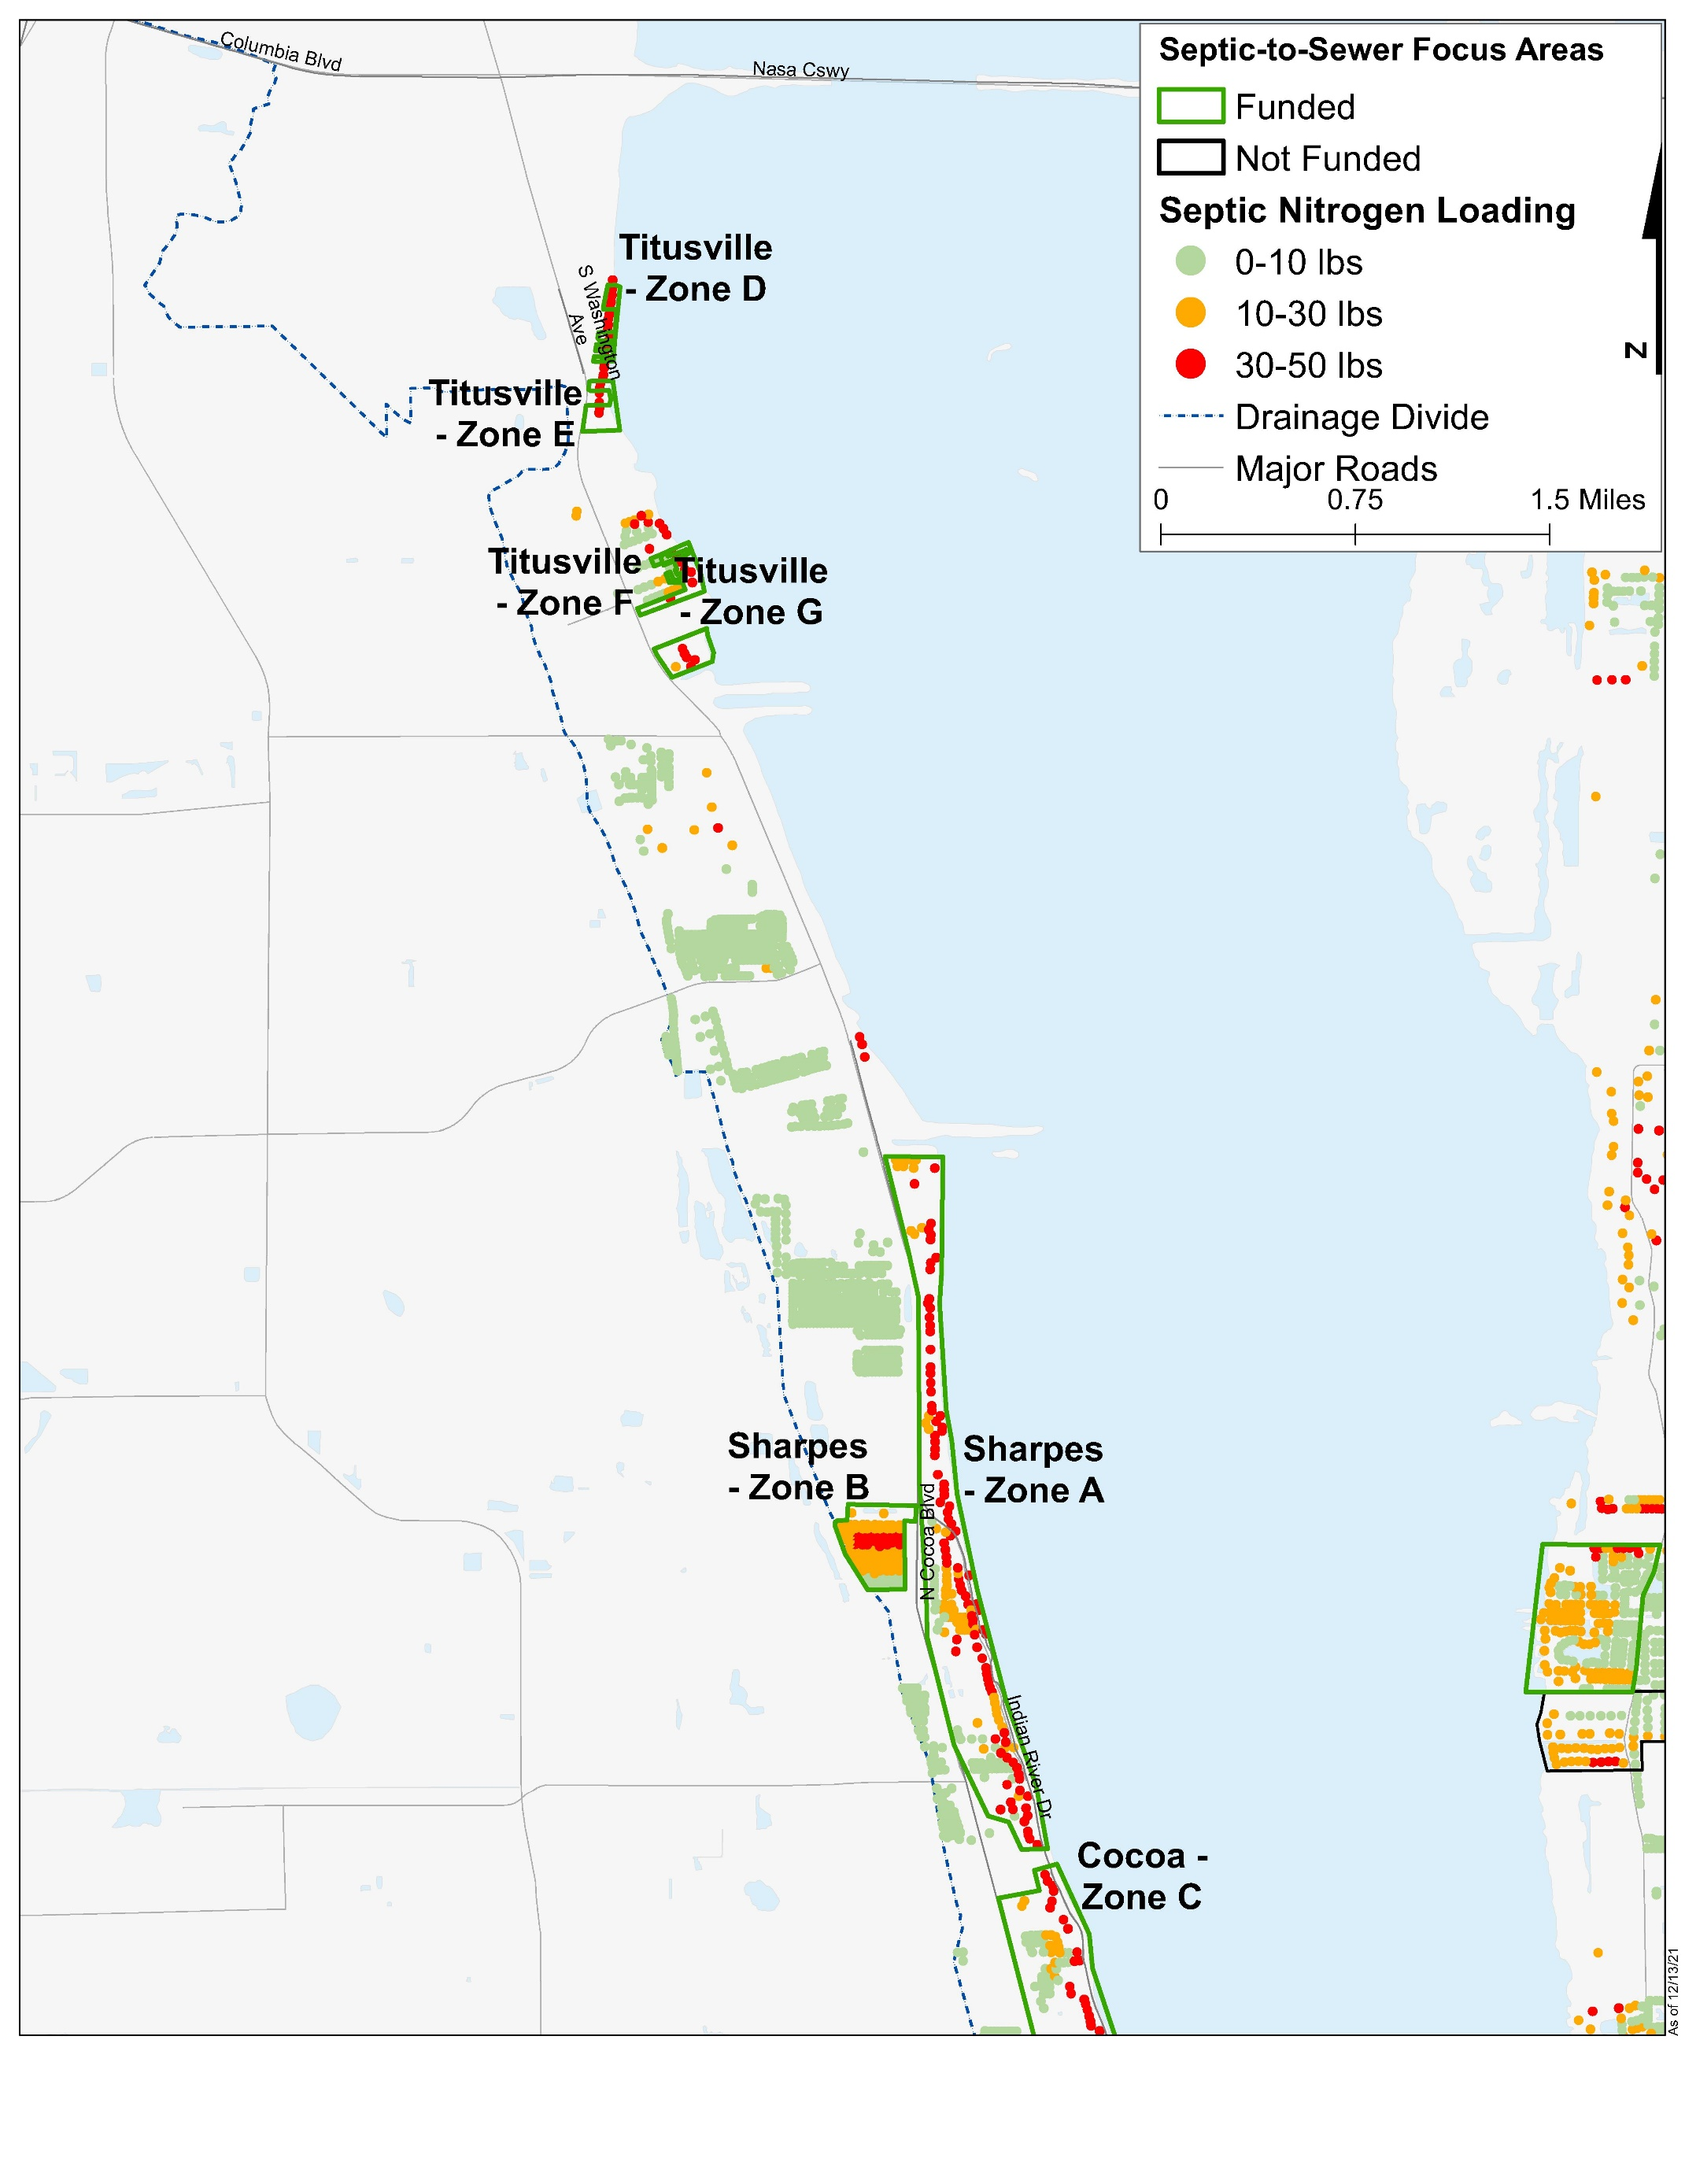 Columbia Blvd
Nasa Cswy
Septic-to-Sewer Focus Areas
Funded
Not Funded
Septic Nitrogen Loading
0-10 lbs
10-30 lbs
30-50 lbs
Drainage Divide
Major Roads
0 0.75 1.5 Miles
N
Titusville
- Zone D
S Washington
Ave
Titusville
- Zone E
Titusville
- Zone F
Titusville
- Zone G
Sharpes
- Zone B
Sharpes
- Zone A
N Cocoa Blvd
Indian River Dr
Cocoa -
Zone C
As of 12/13/21